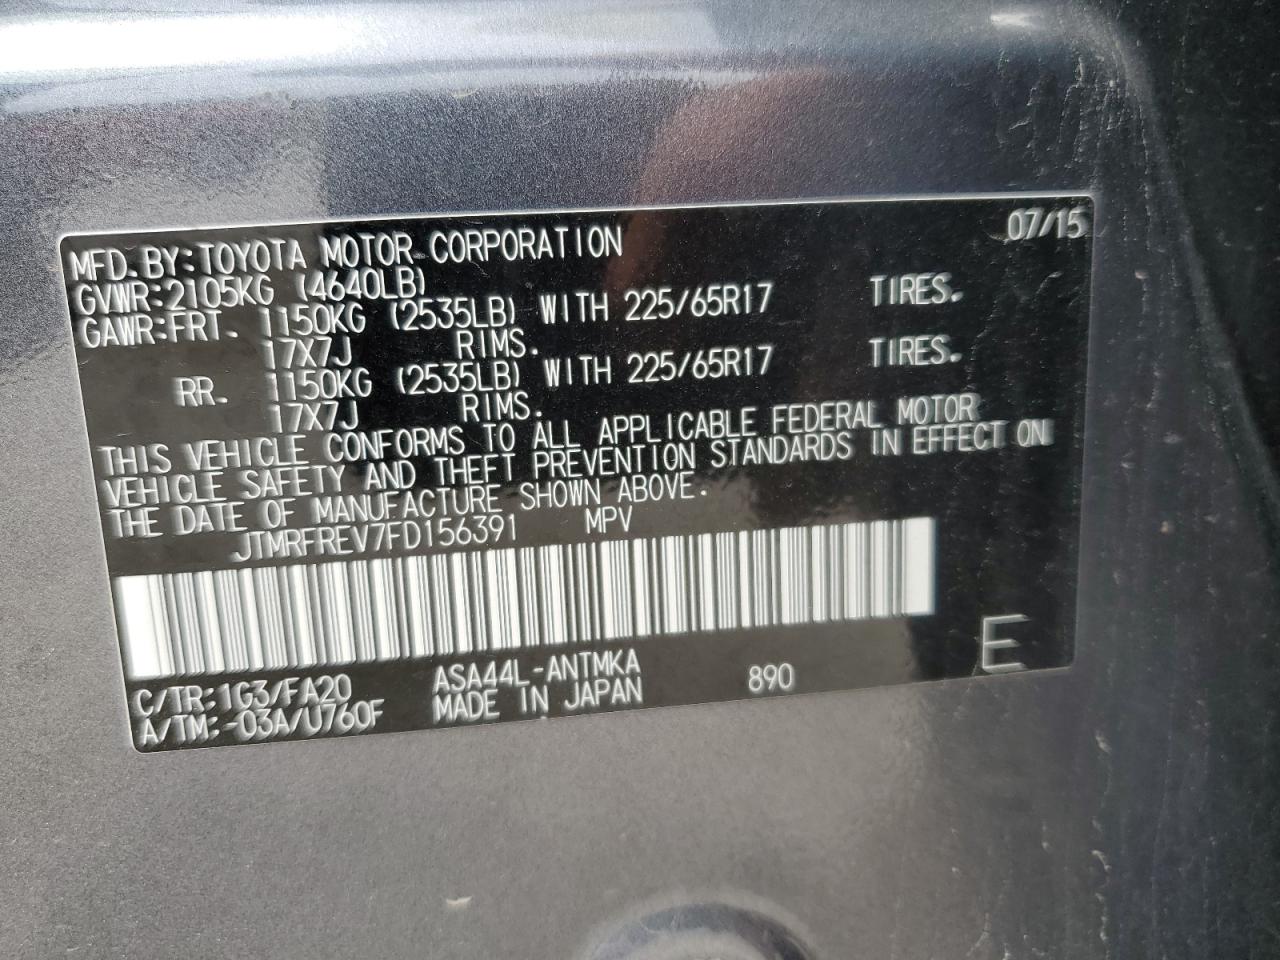 07/15
MFD. BY: TOYOTA MOTOR CORPORATION
GVWR: 2105KG (4640LB)
GAWR: FRT. 1150KG (2535LB) WITH 225/65R17 TIRES.
17X7J RIMS.
RR. 1150KG (2535LB) WITH 225/65R17 TIRES.
17X7J RIMS.
THIS VEHICLE CONFORMS TO ALL APPLICABLE FEDERAL MOTOR
VEHICLE SAFETY AND THEFT PREVENTION STANDARDS IN EFFECT ON
THE DATE OF MANUFACTURE SHOWN ABOVE.
JTMRFREV7FD156391 MPV
E
C/TR: 1G3/FA20 ASA44L-ANTMKA 890
A/TM: -03A/U760F MADE IN JAPAN